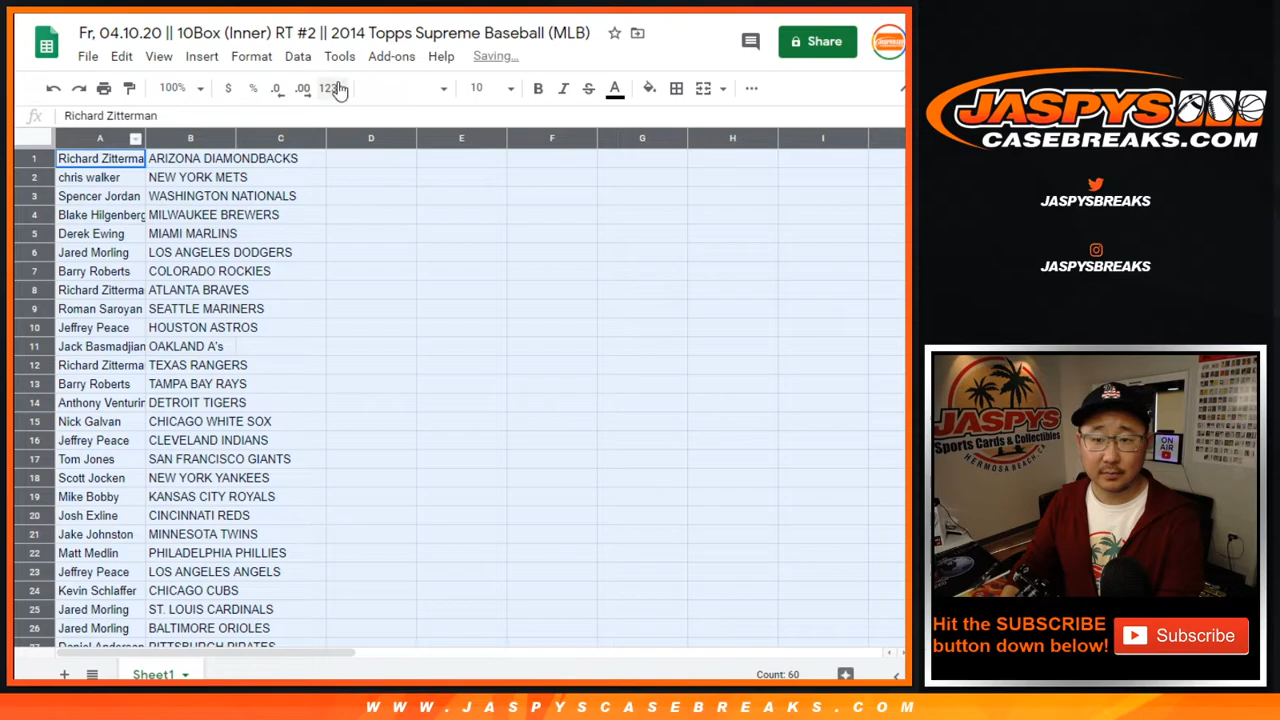 Fr, 04.10.20 || 10Box (Inner) RT #2 || 2014 Topps Supreme Baseball (MLB)
File Edit View Insert Format Data Tools Add-ons Help Saving...
Share
100% $ % .0 .00 123 10 B I S A
fx Richard Zitterman
A B C D E F G H I
1 Richard Zitterma ARIZONA DIAMONDBACKS
2 chris walker NEW YORK METS
3 Spencer Jordan WASHINGTON NATIONALS
4 Blake Hilgenberg MILWAUKEE BREWERS
5 Derek Ewing MIAMI MARLINS
6 Jared Morling LOS ANGELES DODGERS
7 Barry Roberts COLORADO ROCKIES
8 Richard Zitterma ATLANTA BRAVES
9 Roman Saroyan SEATTLE MARINERS
10 Jeffrey Peace HOUSTON ASTROS
11 Jack Basmadjian OAKLAND A's
12 Richard Zitterma TEXAS RANGERS
13 Barry Roberts TAMPA BAY RAYS
14 Anthony Venturin DETROIT TIGERS
15 Nick Galvan CHICAGO WHITE SOX
16 Jeffrey Peace CLEVELAND INDIANS
17 Tom Jones SAN FRANCISCO GIANTS
18 Scott Jocken NEW YORK YANKEES
19 Mike Bobby KANSAS CITY ROYALS
20 Josh Exline CINCINNATI REDS
21 Jake Johnston MINNESOTA TWINS
22 Matt Medlin PHILADELPHIA PHILLIES
23 Jeffrey Peace LOS ANGELES ANGELS
24 Kevin Schlaffer CHICAGO CUBS
25 Jared Morling ST. LOUIS CARDINALS
26 Jared Morling BALTIMORE ORIOLES
27 Daniel Anderson PITTSBURGH PIRATES
Sheet1
Count: 60
JASPYS
CASEBREAKS.COM
JASPYSBREAKS
JASPYSBREAKS
JASPYS
Sports Cards & Collectibles
HERMOSA BEACH, CA
ON AIR
Hit the SUBSCRIBE
button down below!
Subscribe
WWW.JASPYSCASEBREAKS.COM